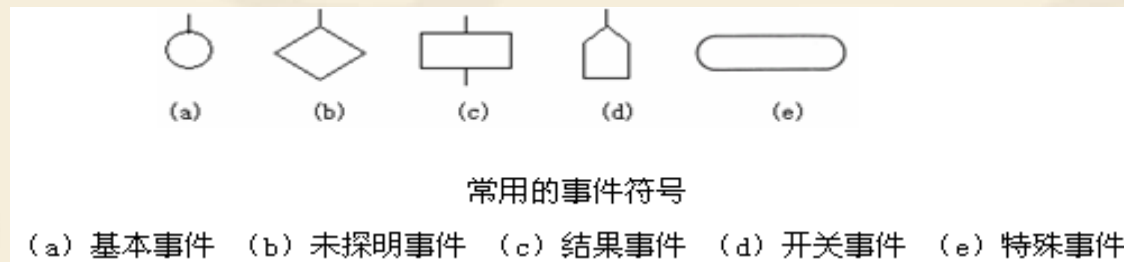 (a) (b) (c) (d) (e)
常用的事件符号
(a) 基本事件 (b) 未探明事件 (c) 结果事件 (d) 开关事件 (e) 特殊事件